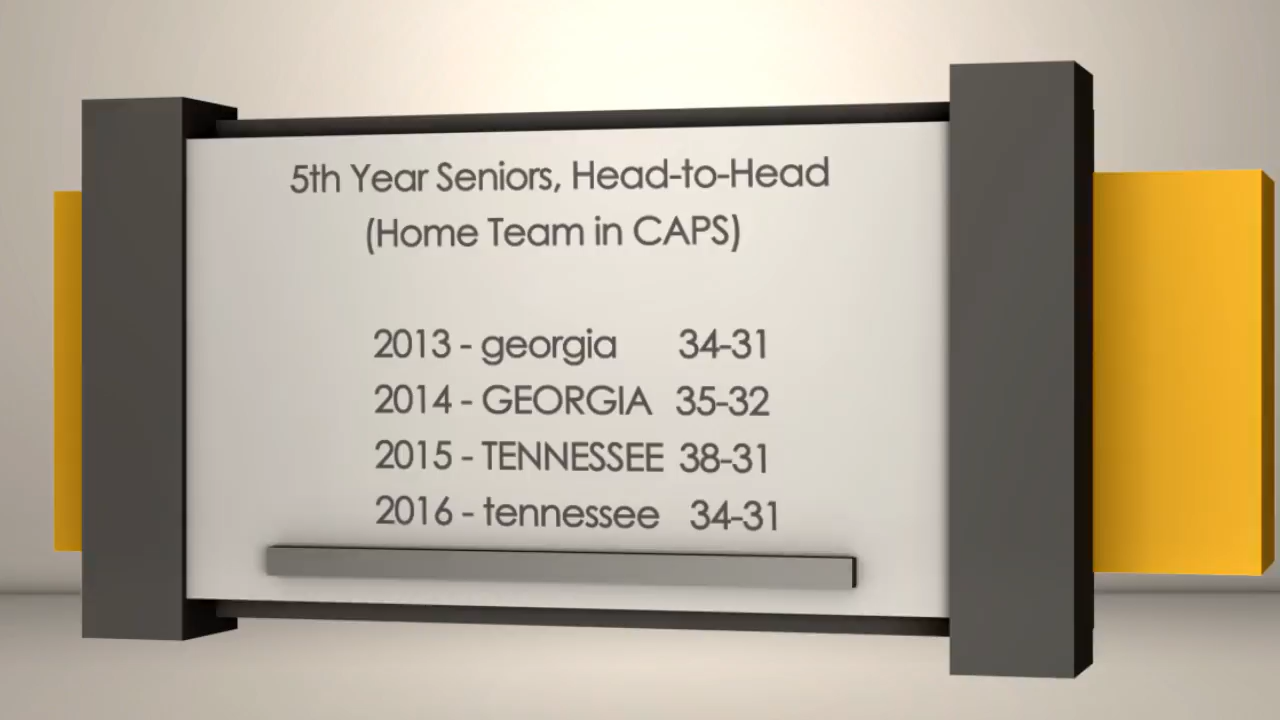 5th Year Seniors, Head-to-Head
(Home Team in CAPS)
2013 - georgia 34-31
2014 - GEORGIA 35-32
2015 - TENNESSEE 38-31
2016 - tennessee 34-31